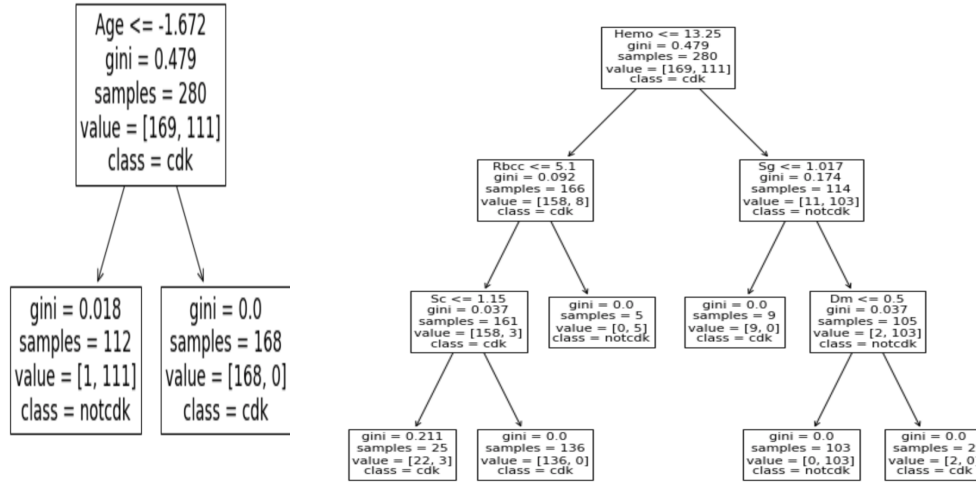 Age <= -1.672
gini = 0.479
samples = 280
value = [169, 111]
class = cdk
gini = 0.018
samples = 112
value = [1, 111]
class = notcdk
gini = 0.0
samples = 168
value = [168, 0]
class = cdk
Hemo <= 13.25
gini = 0.479
samples = 280
value = [169, 111]
class = cdk
Rbcc <= 5.1
gini = 0.092
samples = 166
value = [158, 8]
class = cdk
Sg <= 1.017
gini = 0.174
samples = 114
value = [11, 103]
class = notcdk
Sc <= 1.15
gini = 0.037
samples = 161
value = [158, 3]
class = cdk
gini = 0.0
samples = 5
value = [0, 5]
class = notcdk
gini = 0.0
samples = 9
value = [9, 0]
class = cdk
Dm <= 0.5
gini = 0.037
samples = 105
value = [2, 103]
class = notcdk
gini = 0.211
samples = 25
value = [22, 3]
class = cdk
gini = 0.0
samples = 136
value = [136, 0]
class = cdk
gini = 0.0
samples = 103
value = [0, 103]
class = notcdk
gini = 0.0
samples = 2
value = [2, 0
class = cdk